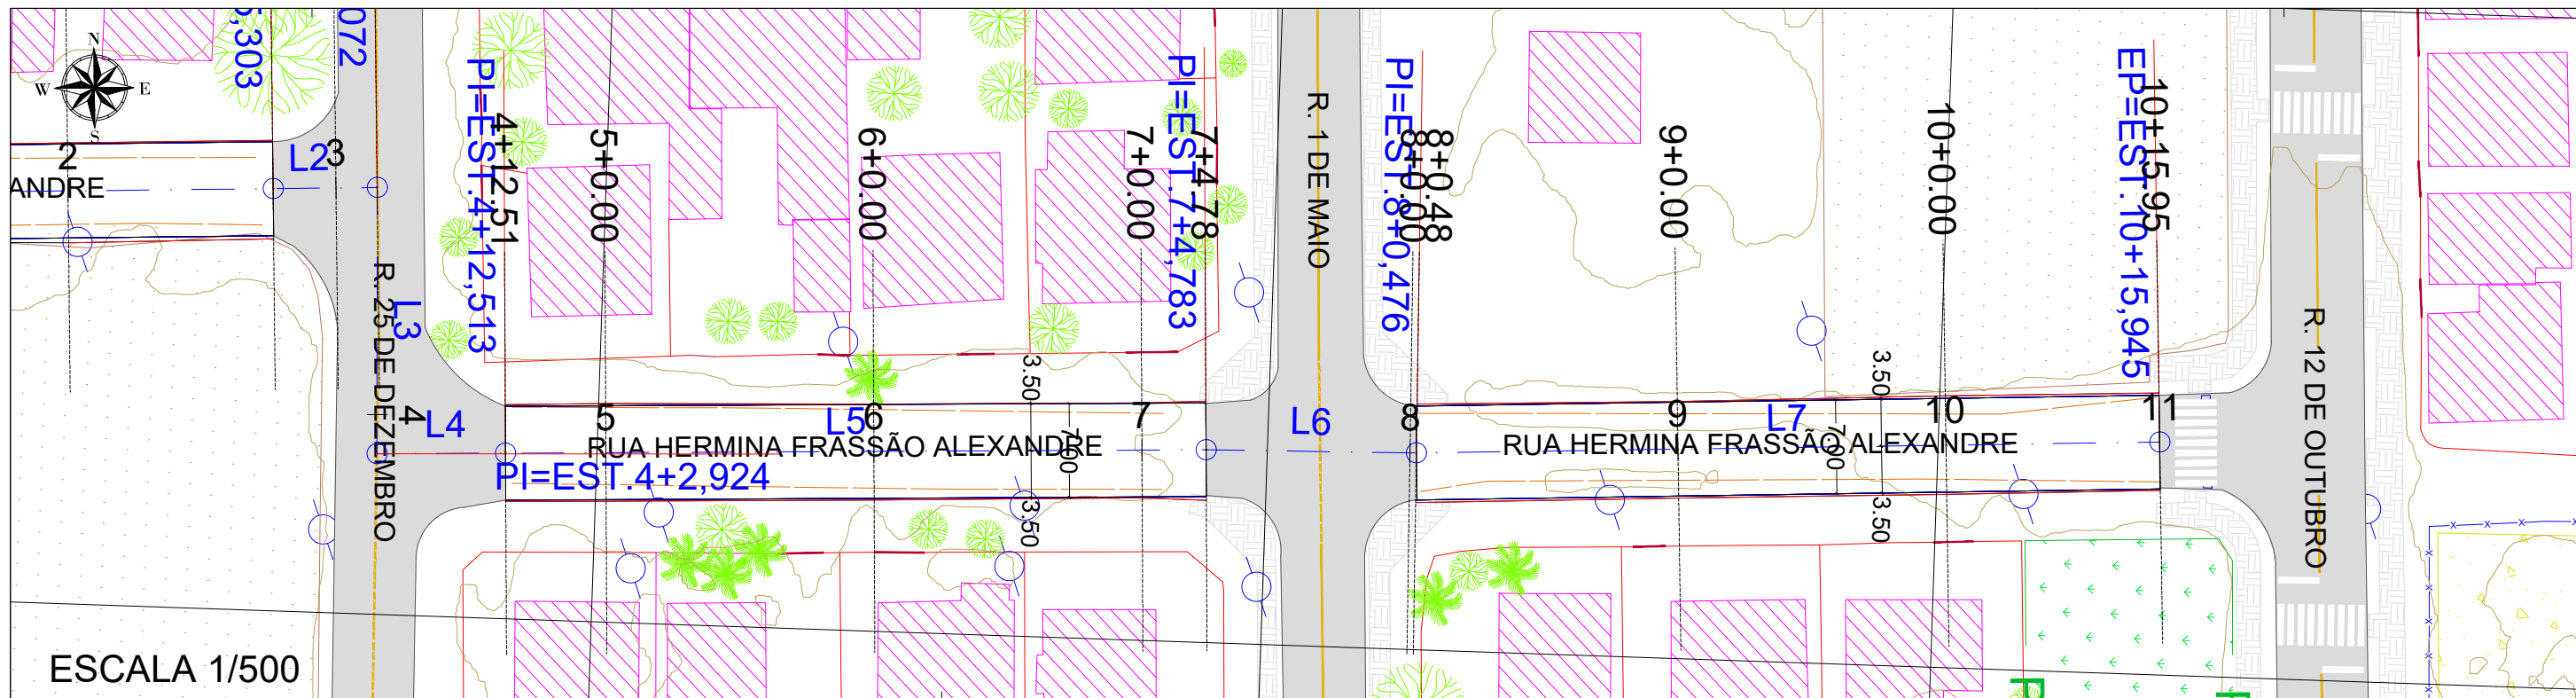 5,303
072
N
W E
S
2
L2
3
ANDRE
R. 25 DE DEZEMBRO
L3
4
L4
PI=EST.4+12,513
4+12.51
5+0.00
6+0.00
7+0.00
PI=EST.7+4,783
7+4.78
R. 1 DE MAIO
PI=EST.8+0,476
8+0.00
8+0.48
9+0.00
10+0.00
EP=EST.10+15,945
10+15.95
R. 12 DE OUTUBRO
5
L5
6
7
3.50
7.00
3.50
RUA HERMINA FRASSÃO ALEXANDRE
PI=EST.4+2,924
L6
8
9
L7
10
11
3.50
7.00
3.50
RUA HERMINA FRASSÃO ALEXANDRE
ESCALA 1/500